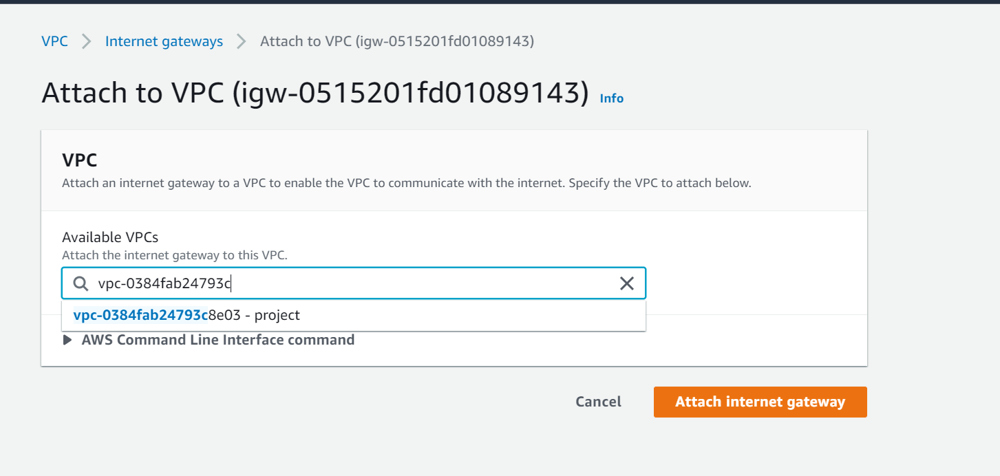 VPC Internet gateways Attach to VPC (igw-0515201fd01089143)
Attach to VPC (igw-0515201fd01089143) Info
VPC
Attach an internet gateway to a VPC to enable the VPC to communicate with the internet. Specify the VPC to attach below.
Available VPCs
Attach the internet gateway to this VPC.
vpc-0384fab24793c
vpc-0384fab24793c8e03 - project
AWS Command Line Interface command
Cancel Attach internet gateway